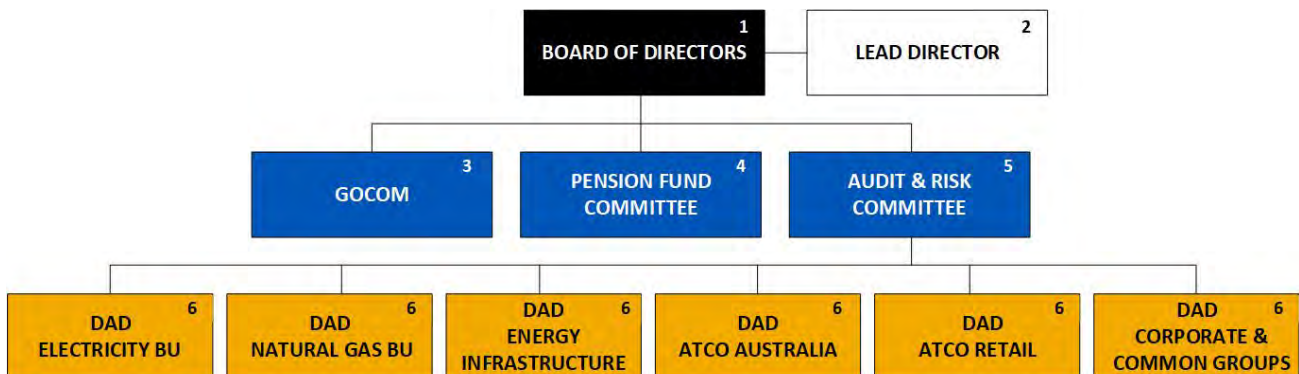 1
BOARD OF DIRECTORS
2
LEAD DIRECTOR
3
GOCOM
4
PENSION FUND
COMMITTEE
5
AUDIT & RISK
COMMITTEE
6
DAD
ELECTRICITY BU
6
DAD
NATURAL GAS BU
6
DAD
ENERGY
INFRASTRUCTURE
6
DAD
ATCO AUSTRALIA
6
DAD
ATCO RETAIL
6
DAD
CORPORATE &
COMMON GROUPS